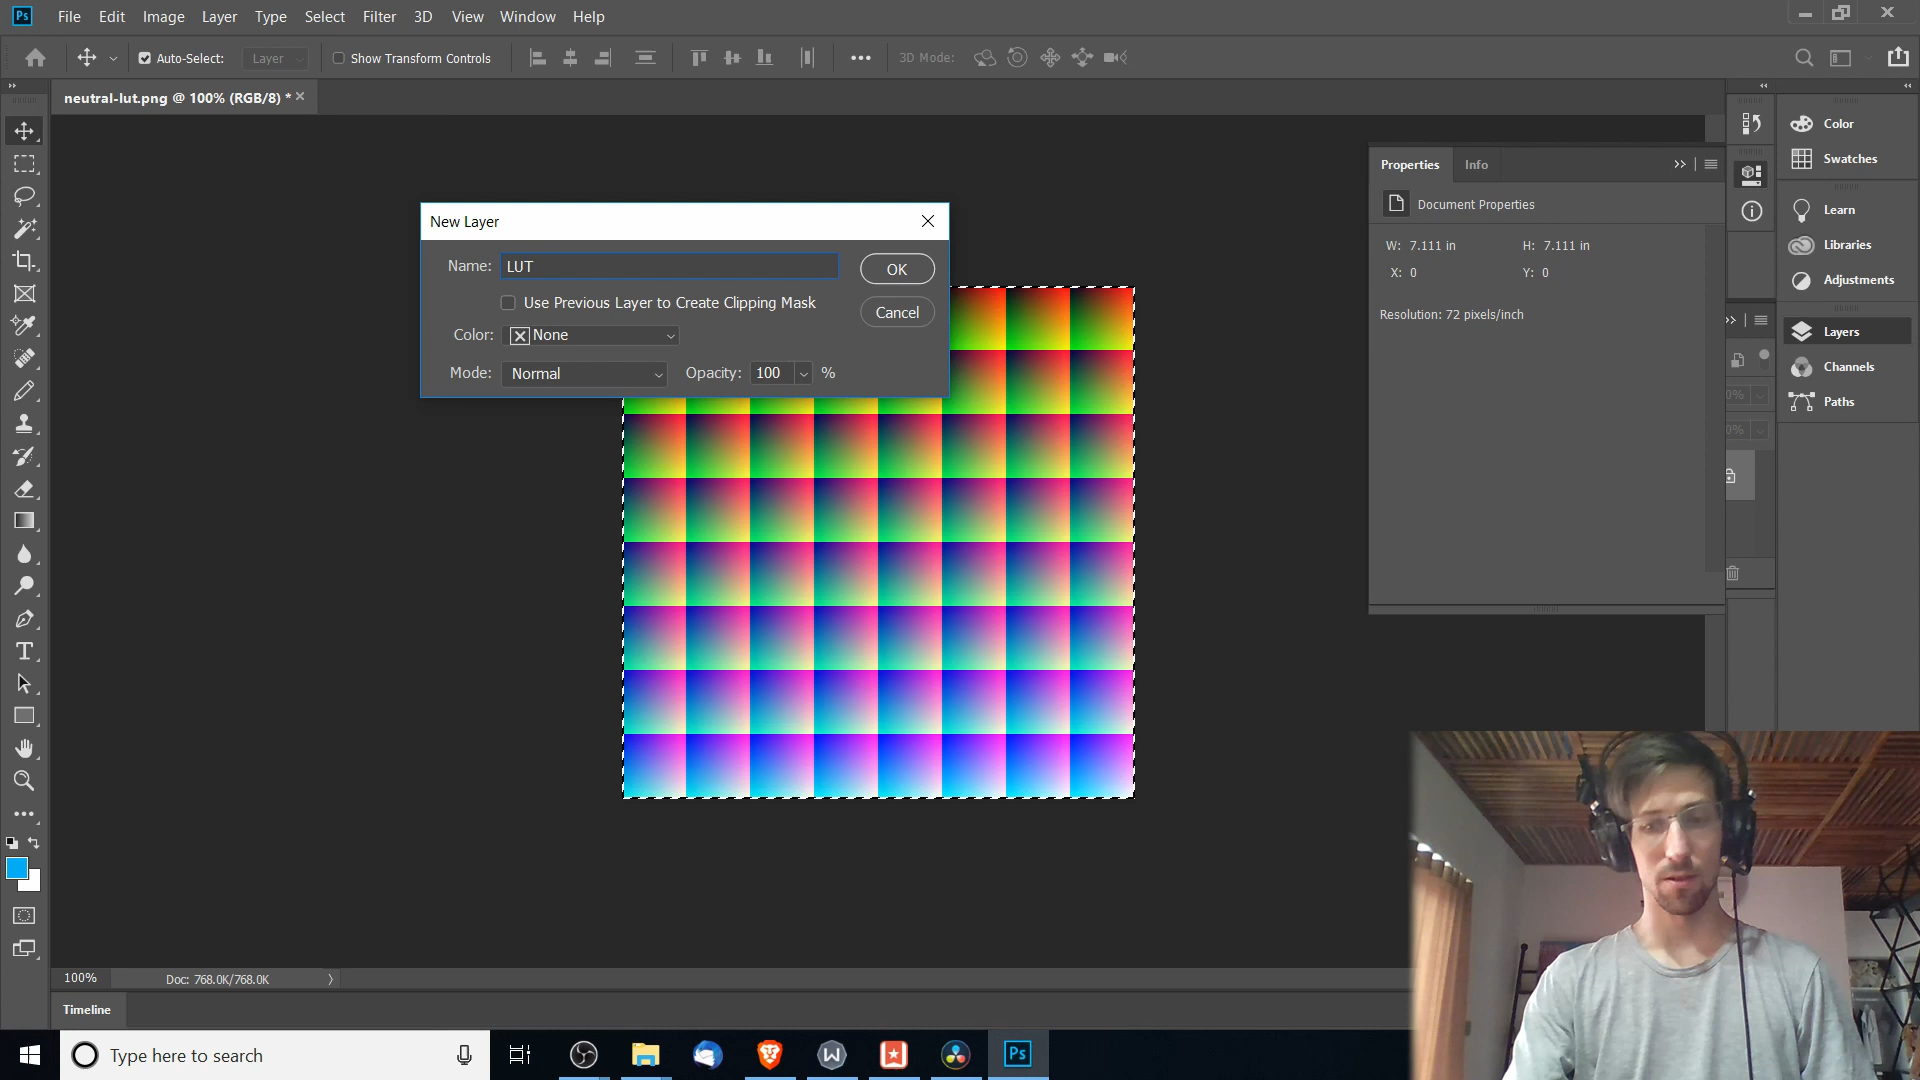 Ps File Edit Image Layer Type Select Filter 3D View Window Help
Auto-Select: Layer Show Transform Controls 3D Mode:
neutral-lut.png @ 100% (RGB/8) *
New Layer
Name: LUT OK
Use Previous Layer to Create Clipping Mask Cancel
Color: None
Mode: Normal Opacity: 100 %
Properties Info
Document Properties
W: 7.111 in H: 7.111 in
X: 0 Y: 0
Resolution: 72 pixels/inch
Color
Swatches
Learn
Libraries
Adjustments
Layers
Channels
Paths
0%
0%
T
100% Doc: 768.0K/768.0K
Timeline
Type here to search W Ps